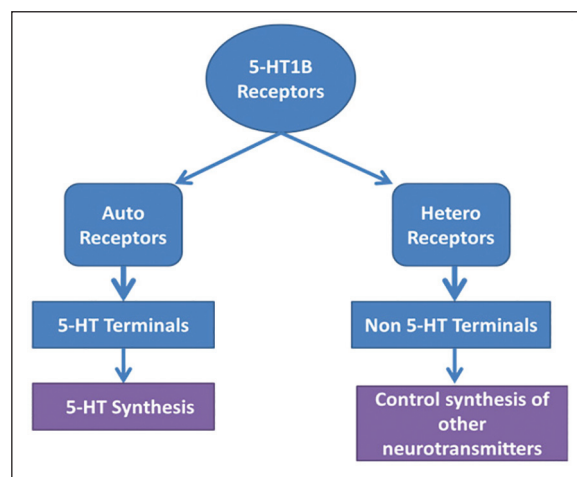 5-HT1B
Receptors
Auto
Receptors
Hetero
Receptors
5-HT Terminals
Non 5-HT Terminals
5-HT Synthesis
Control synthesis of
other
neurotransmitters